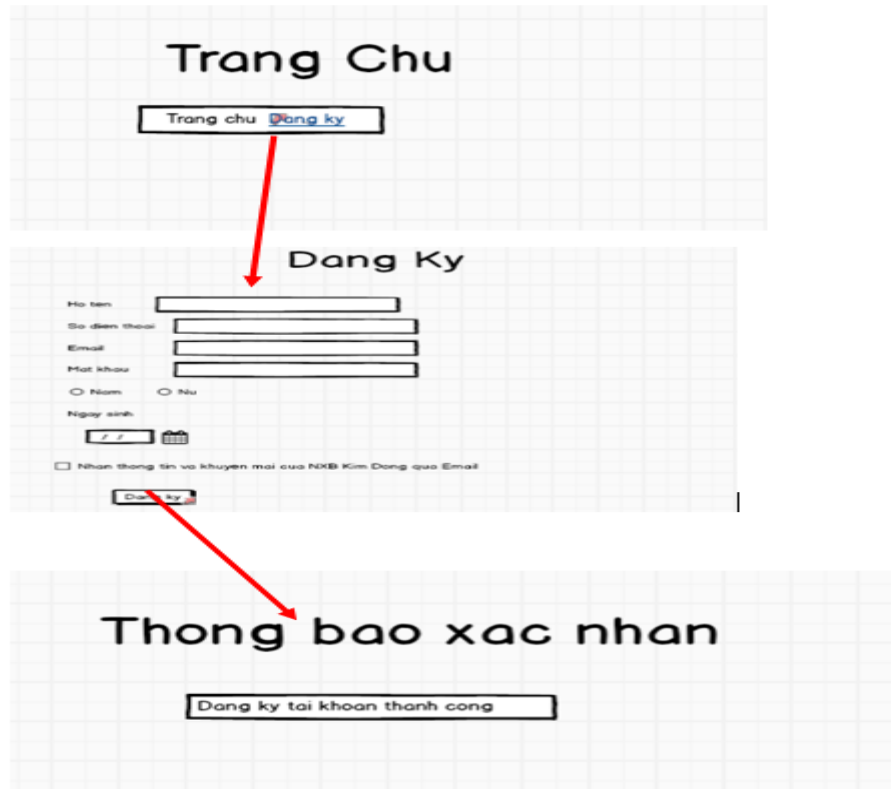 Trang Chu
Trang chu Dang ky
Dang Ky
Ho ten
So dien thoai
Email
Mat khau
Nam Nu
Ngay sinh
/ /
Nhan thong tin va khuyen mai cua NXB Kim Dong qua Email
Dang ky
Thong bao xac nhan
Dang ky tai khoan thanh cong